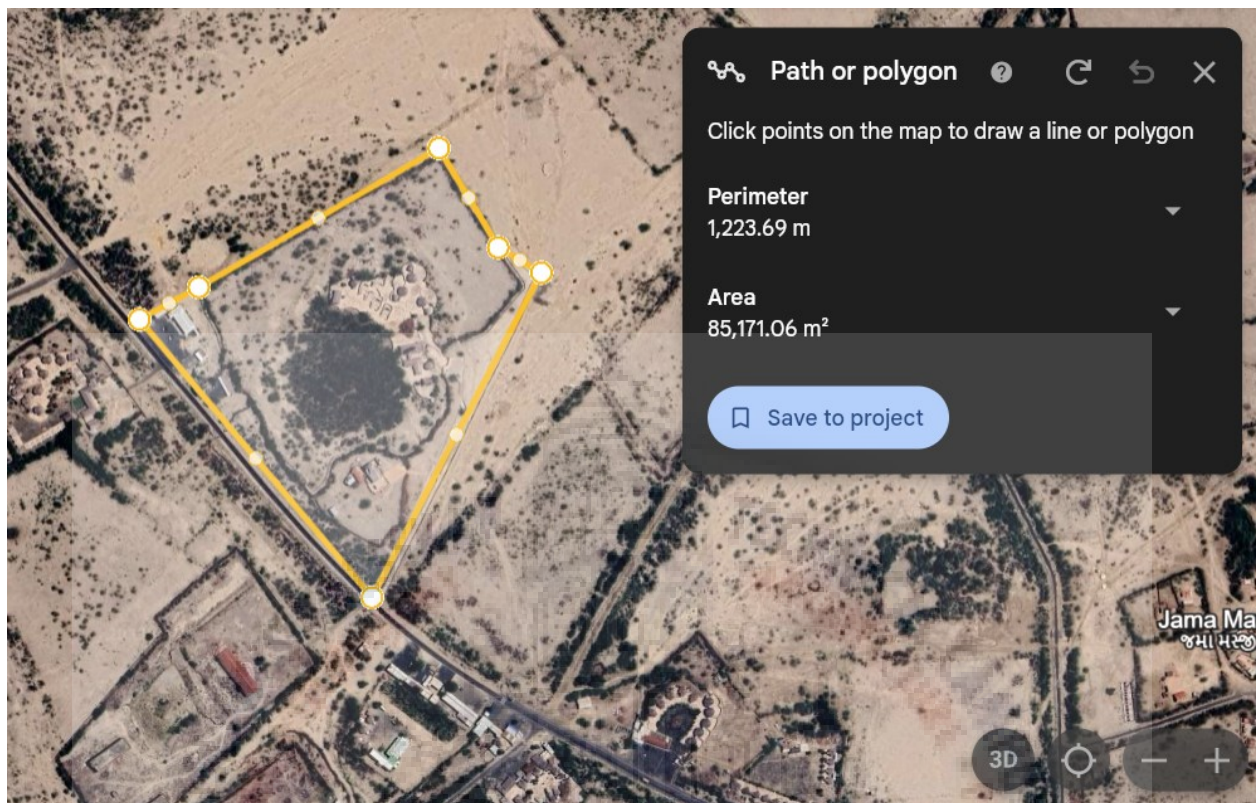 Path or polygon
Click points on the map to draw a line or polygon
Perimeter
1,223.69 m
Area
85,171.06 m²
Save to project
Jama Ma
જમા મસ્જી
3D